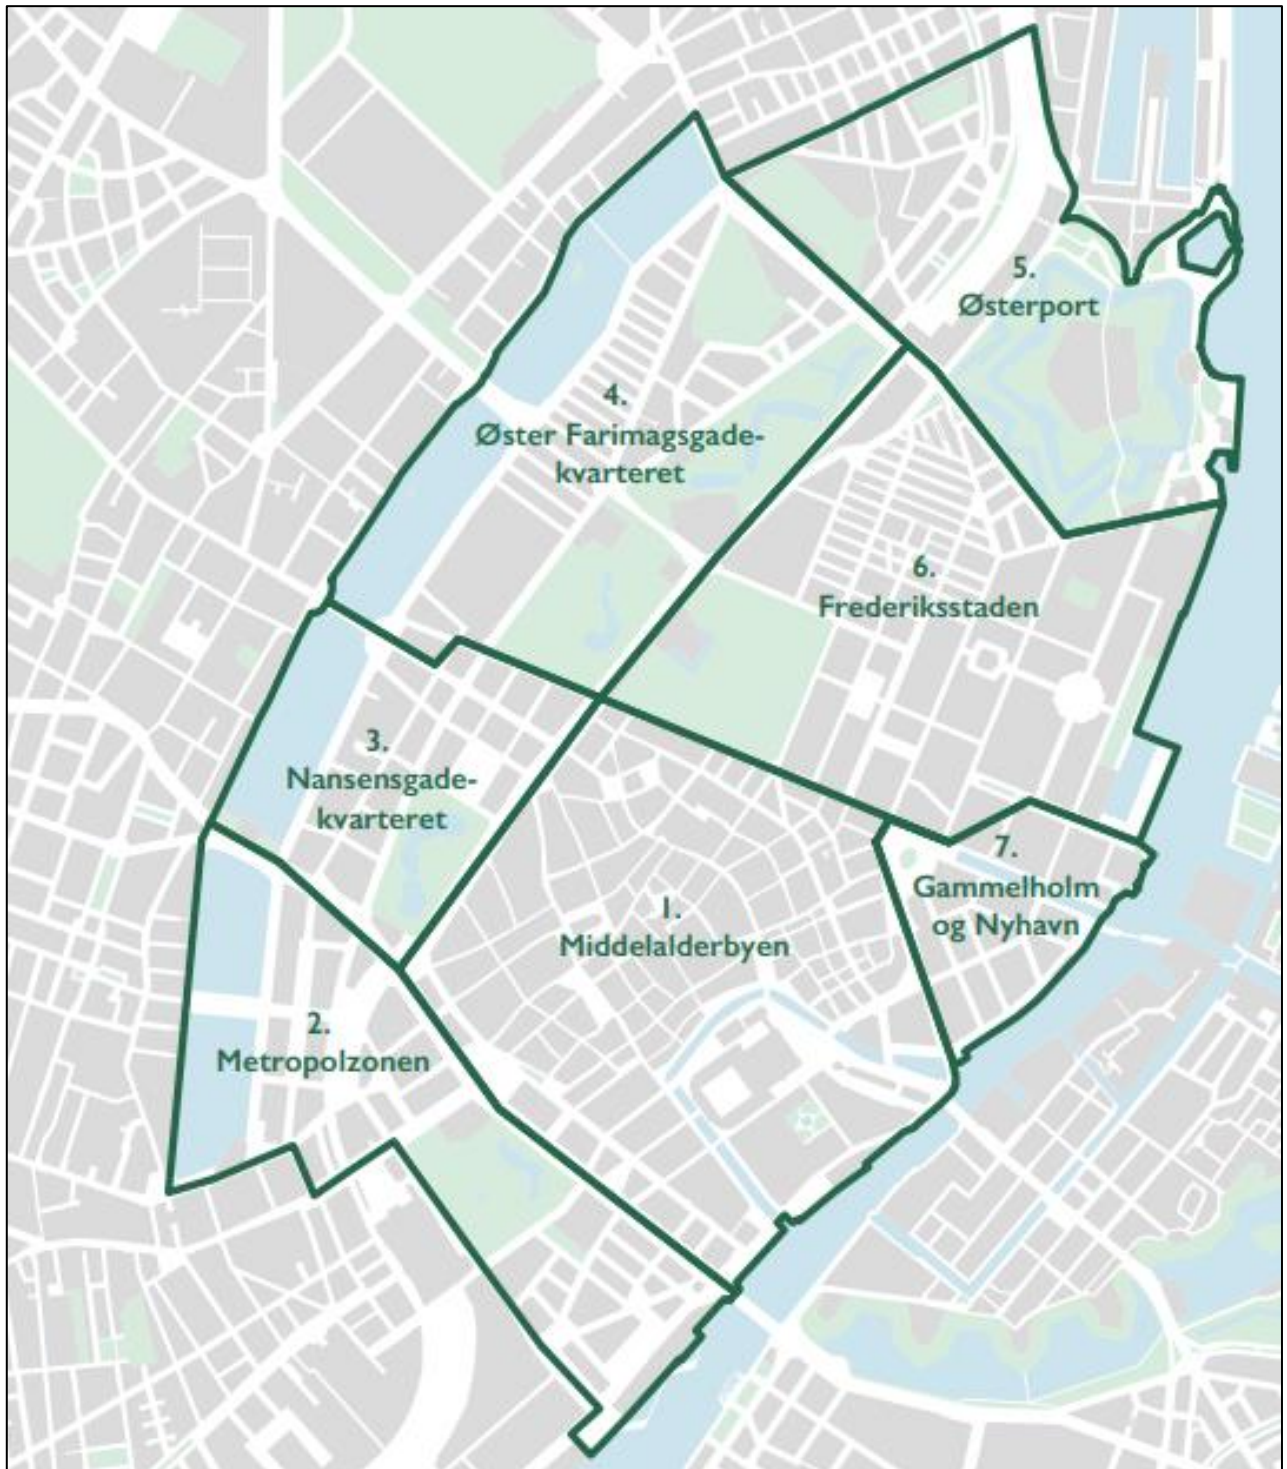 5.
Østerport
4.
Øster Farimagsgade-
kvarteret
6.
Frederiksstaden
3.
Nansensgade-
kvarteret
7.
Gammelholm
og Nyhavn
1.
Middelalderbyen
2.
Metropolzonen